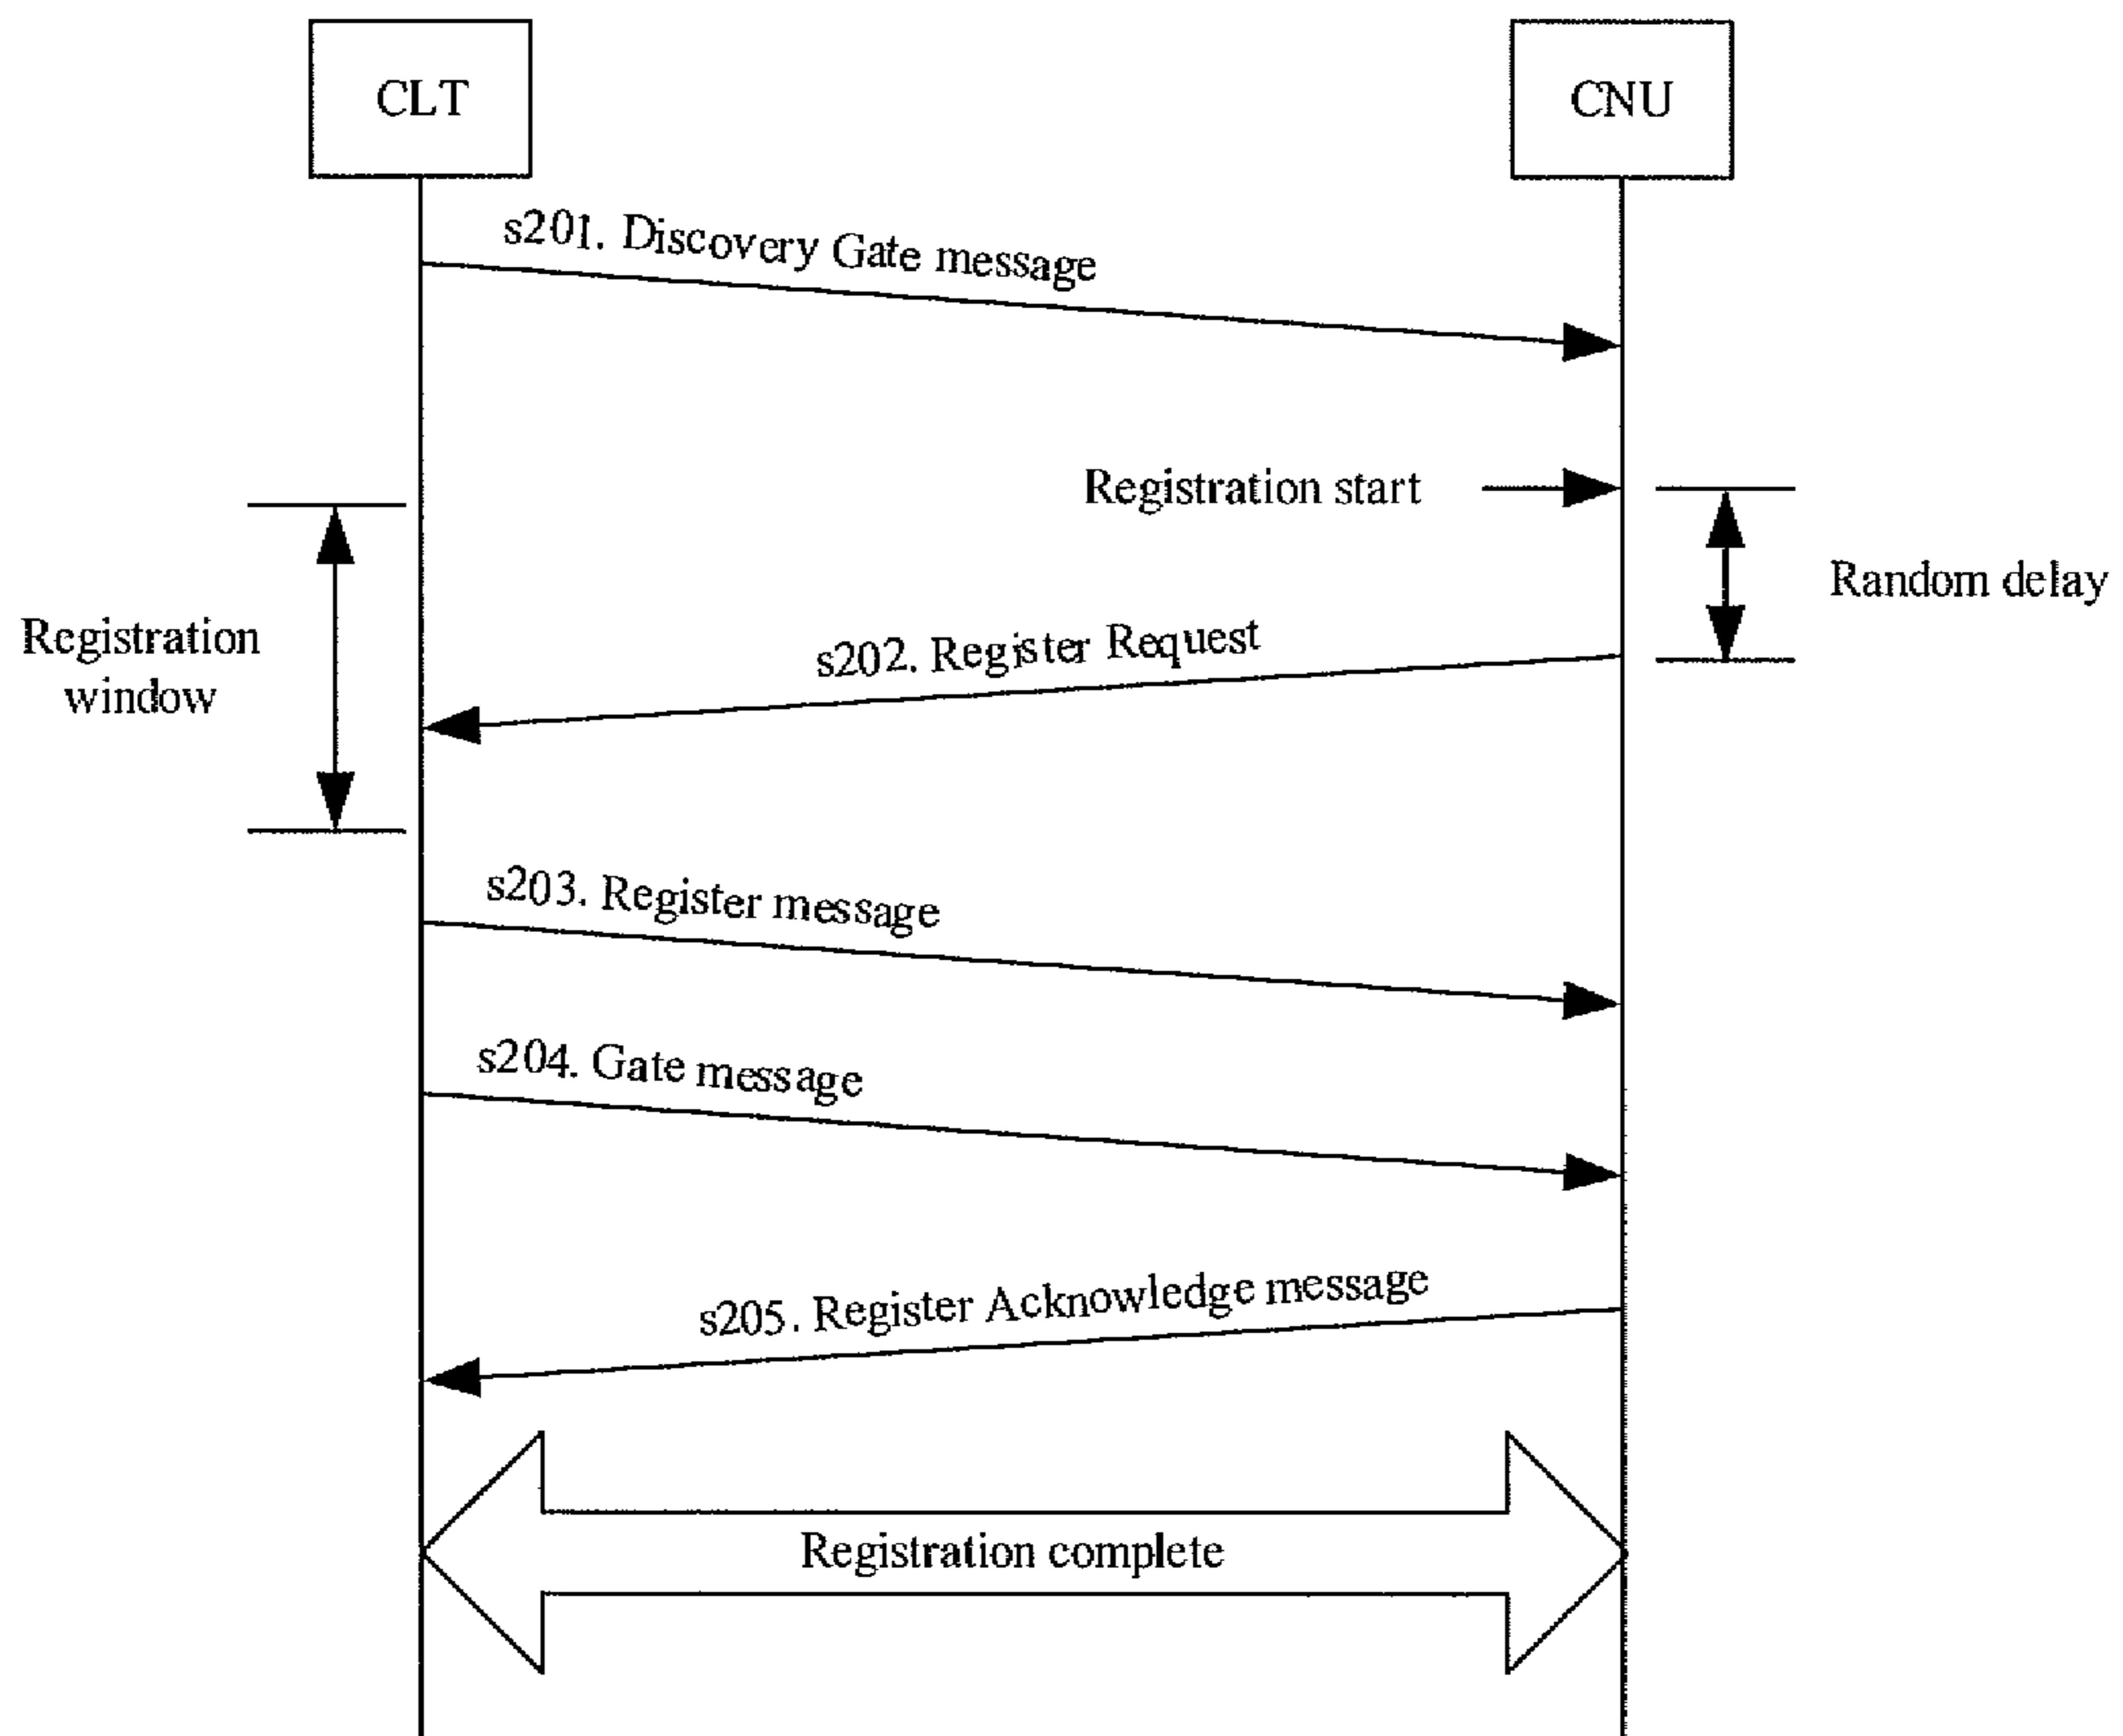 CLT
CNU
s201. Discovery Gate message
Registration start
Random delay
Registration
window
s202. Register Request
s203. Register message
s204. Gate message
s205. Register Acknowledge message
Registration complete